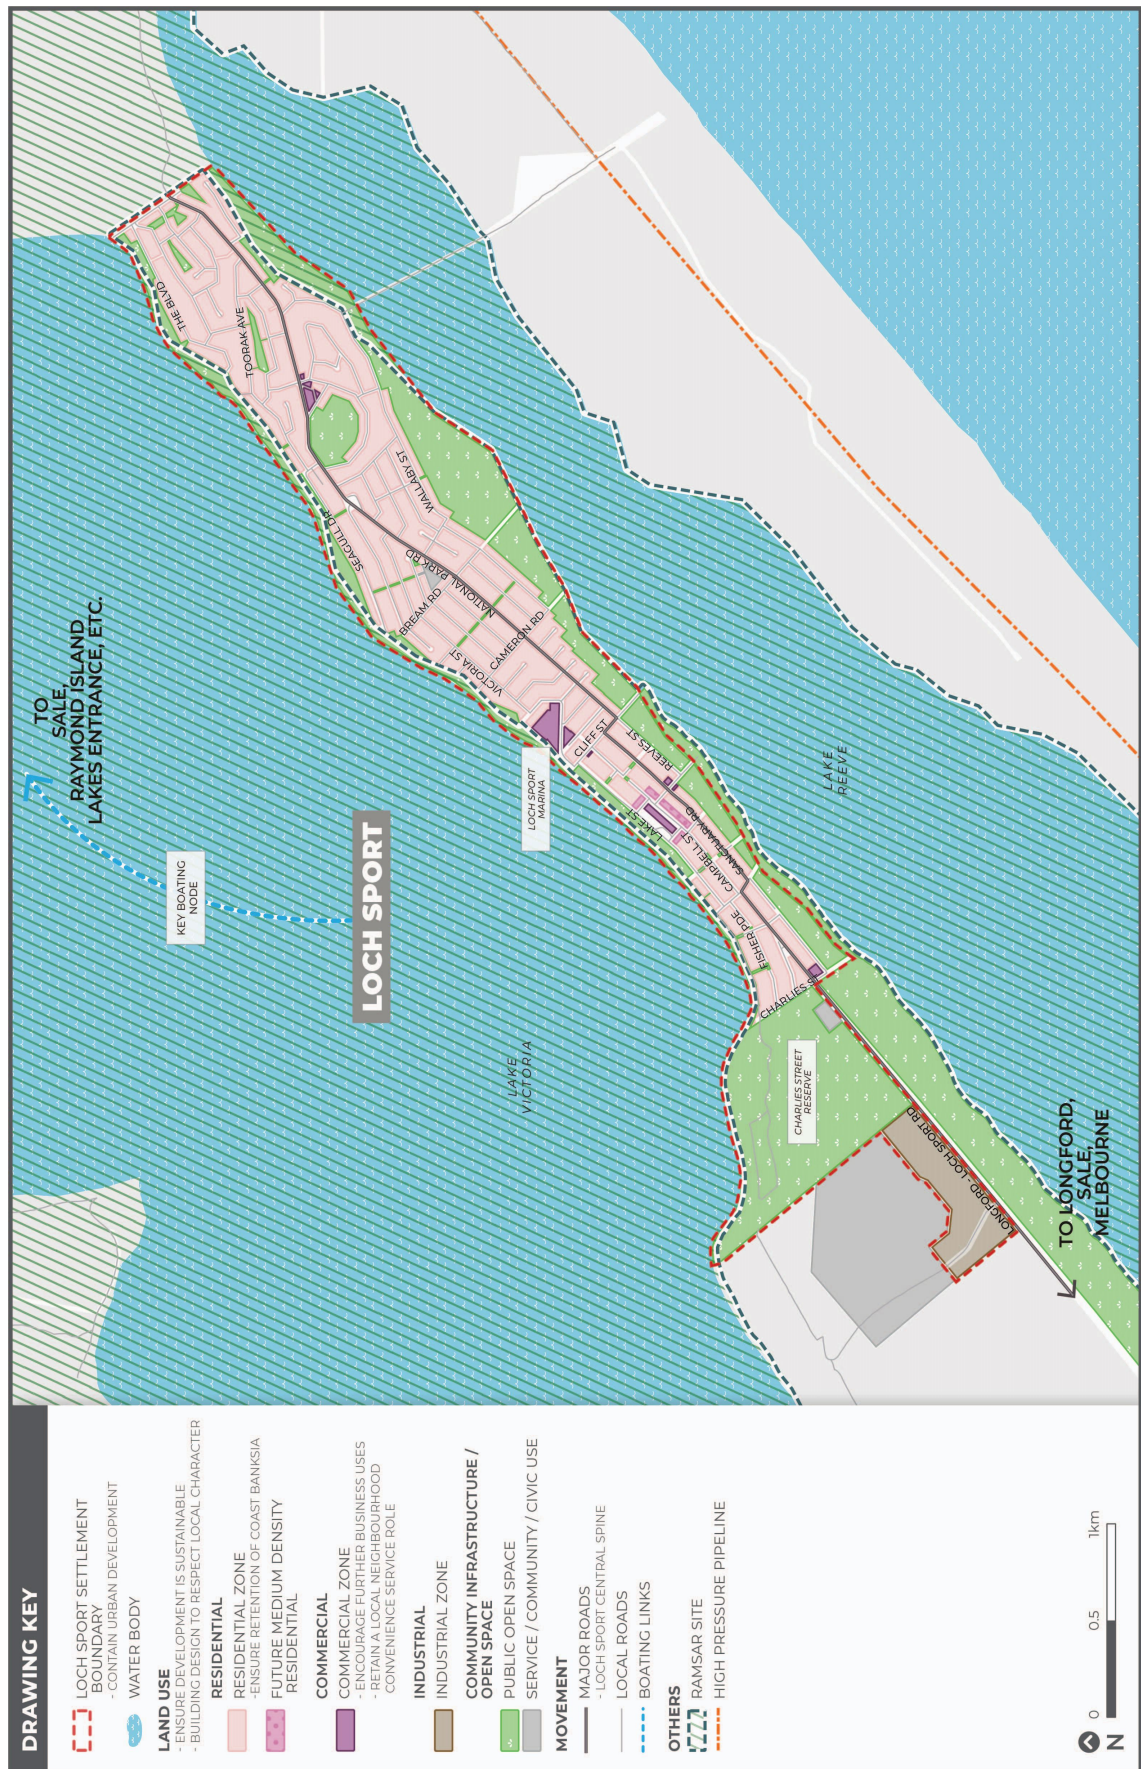 DRAWING KEY
LOCH SPORT SETTLEMENT
BOUNDARY
- CONTAIN URBAN DEVELOPMENT
WATER BODY
LAND USE
- ENSURE DEVELOPMENT IS SUSTAINABLE
- BUILDING DESIGN TO RESPECT LOCAL CHARACTER
RESIDENTIAL
RESIDENTIAL ZONE
-ENSURE RETENTION OF COAST BANKSIA
FUTURE MEDIUM DENSITY
RESIDENTIAL
COMMERCIAL
COMMERCIAL ZONE
- ENCOURAGE FURTHER BUSINESS USES
- RETAIN A LOCAL NEIGHBOURHOOD
CONVENIENCE SERVICE ROLE
INDUSTRIAL
INDUSTRIAL ZONE
COMMUNITY INFRASTRUCTURE /
OPEN SPACE
PUBLIC OPEN SPACE
SERVICE / COMMUNITY / CIVIC USE
MOVEMENT
MAJOR ROADS
- LOCH SPORT CENTRAL SPINE
LOCAL ROADS
BOATING LINKS
OTHERS
RAMSAR SITE
HIGH PRESSURE PIPELINE
0
0.5
1km
N
TO
SALE,
RAYMOND ISLAND,
LAKES ENTRANCE, ETC.
KEY BOATING
NODE
LOCH SPORT
LAKE
VICTORIA
LOCH SPORT
MARINA
LAKE
REEVE
CHARLIES STREET
RESERVE
TO LONGFORD,
SALE,
MELBOURNE
LONGFORD - LOCH SPORT RD
CHARLIES ST
FISHER PDE
CAMPBELL ST
SANCTUARY RD
LAKE ST
REEVES ST
CLIFF ST
CAMERON RD
VICTORIA ST
NATIONAL PARK RD
BREAM RD
SEAGULL DR
WALLABY ST
TOORAK AVE
THE BLVD